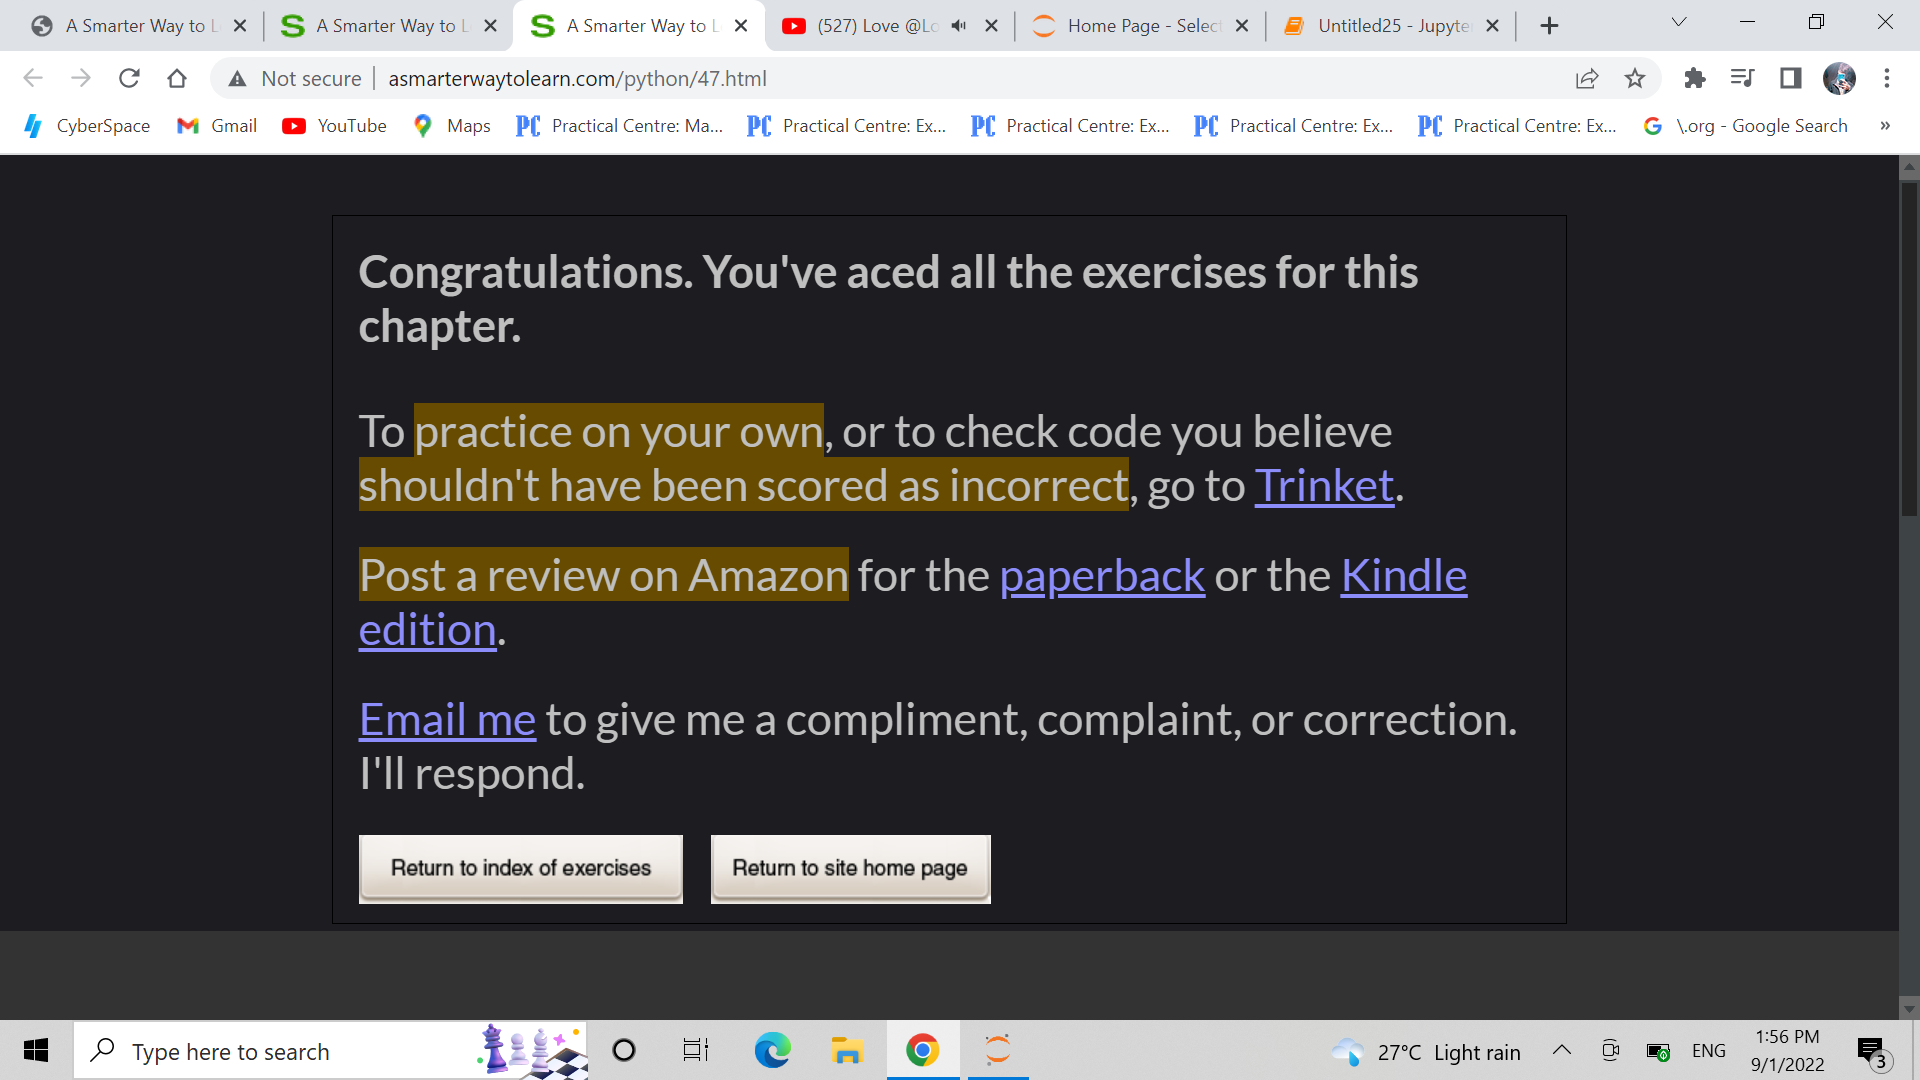 A Smarter Way to L
A Smarter Way to L
A Smarter Way to L
(527) Love @Lo
Home Page - Select
Untitled25 - Jupyte
Not secure
asmarterwaytolearn.com/python/47.html
CyberSpace
Gmail
YouTube
Maps
PC Practical Centre: Ma...
PC Practical Centre: Ex...
PC Practical Centre: Ex...
PC Practical Centre: Ex...
PC Practical Centre: Ex...
\.org - Google Search
»
Congratulations. You've aced all the exercises for this
chapter.
To practice on your own, or to check code you believe
shouldn't have been scored as incorrect, go to Trinket.
Post a review on Amazon for the paperback or the Kindle
edition.
Email me to give me a compliment, complaint, or correction.
I'll respond.
Return to index of exercises
Return to site home page
Type here to search
27°C Light rain
ENG
1:56 PM
9/1/2022
3